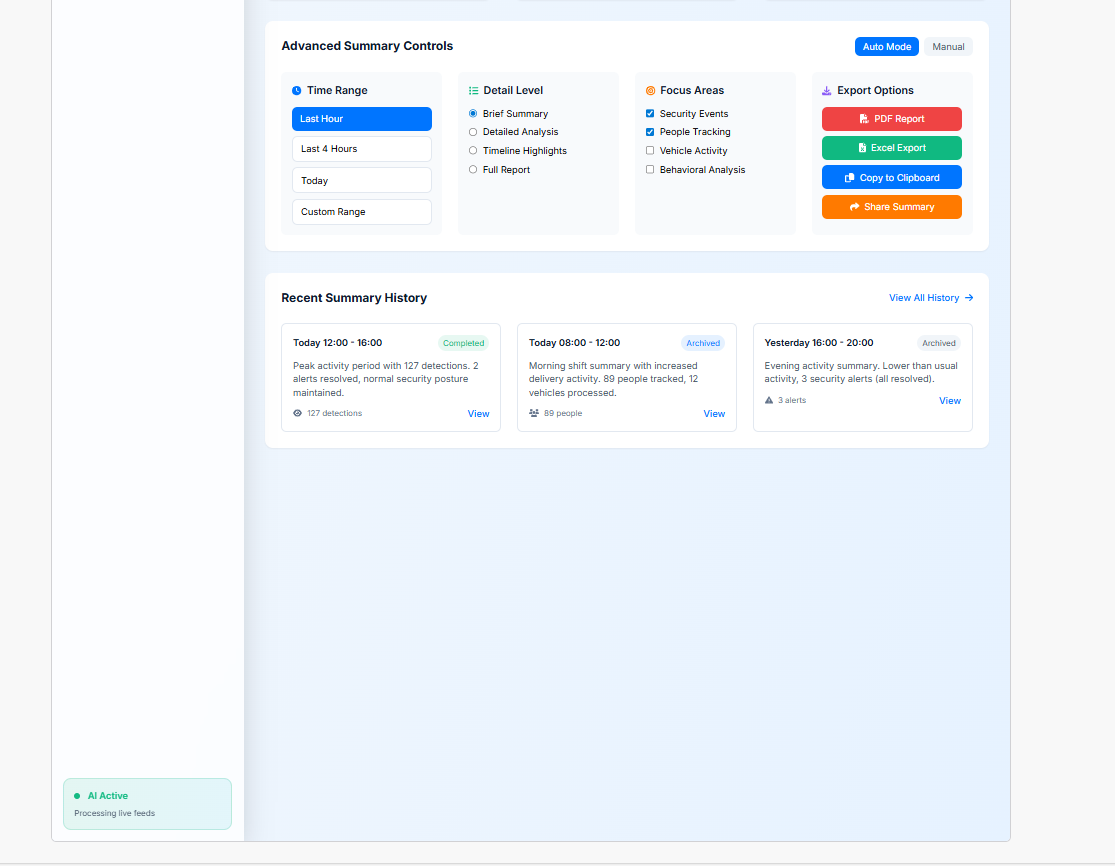 Advanced Summary Controls
Auto Mode
Manual
Time Range
Last Hour
Last 4 Hours
Today
Custom Range
Detail Level
Brief Summary
Detailed Analysis
Timeline Highlights
Full Report
Focus Areas
Security Events
People Tracking
Vehicle Activity
Behavioral Analysis
Export Options
PDF Report
Excel Export
Copy to Clipboard
Share Summary
Recent Summary History
View All History →
Today 12:00 - 16:00
Completed
Peak activity period with 127 detections. 2
alerts resolved, normal security posture
maintained.
127 detections
View
Today 08:00 - 12:00
Archived
Morning shift summary with increased
delivery activity. 89 people tracked, 12
vehicles processed.
89 people
View
Yesterday 16:00 - 20:00
Archived
Evening activity summary. Lower than usual
activity, 3 security alerts (all resolved).
3 alerts
View
AI Active
Processing live feeds